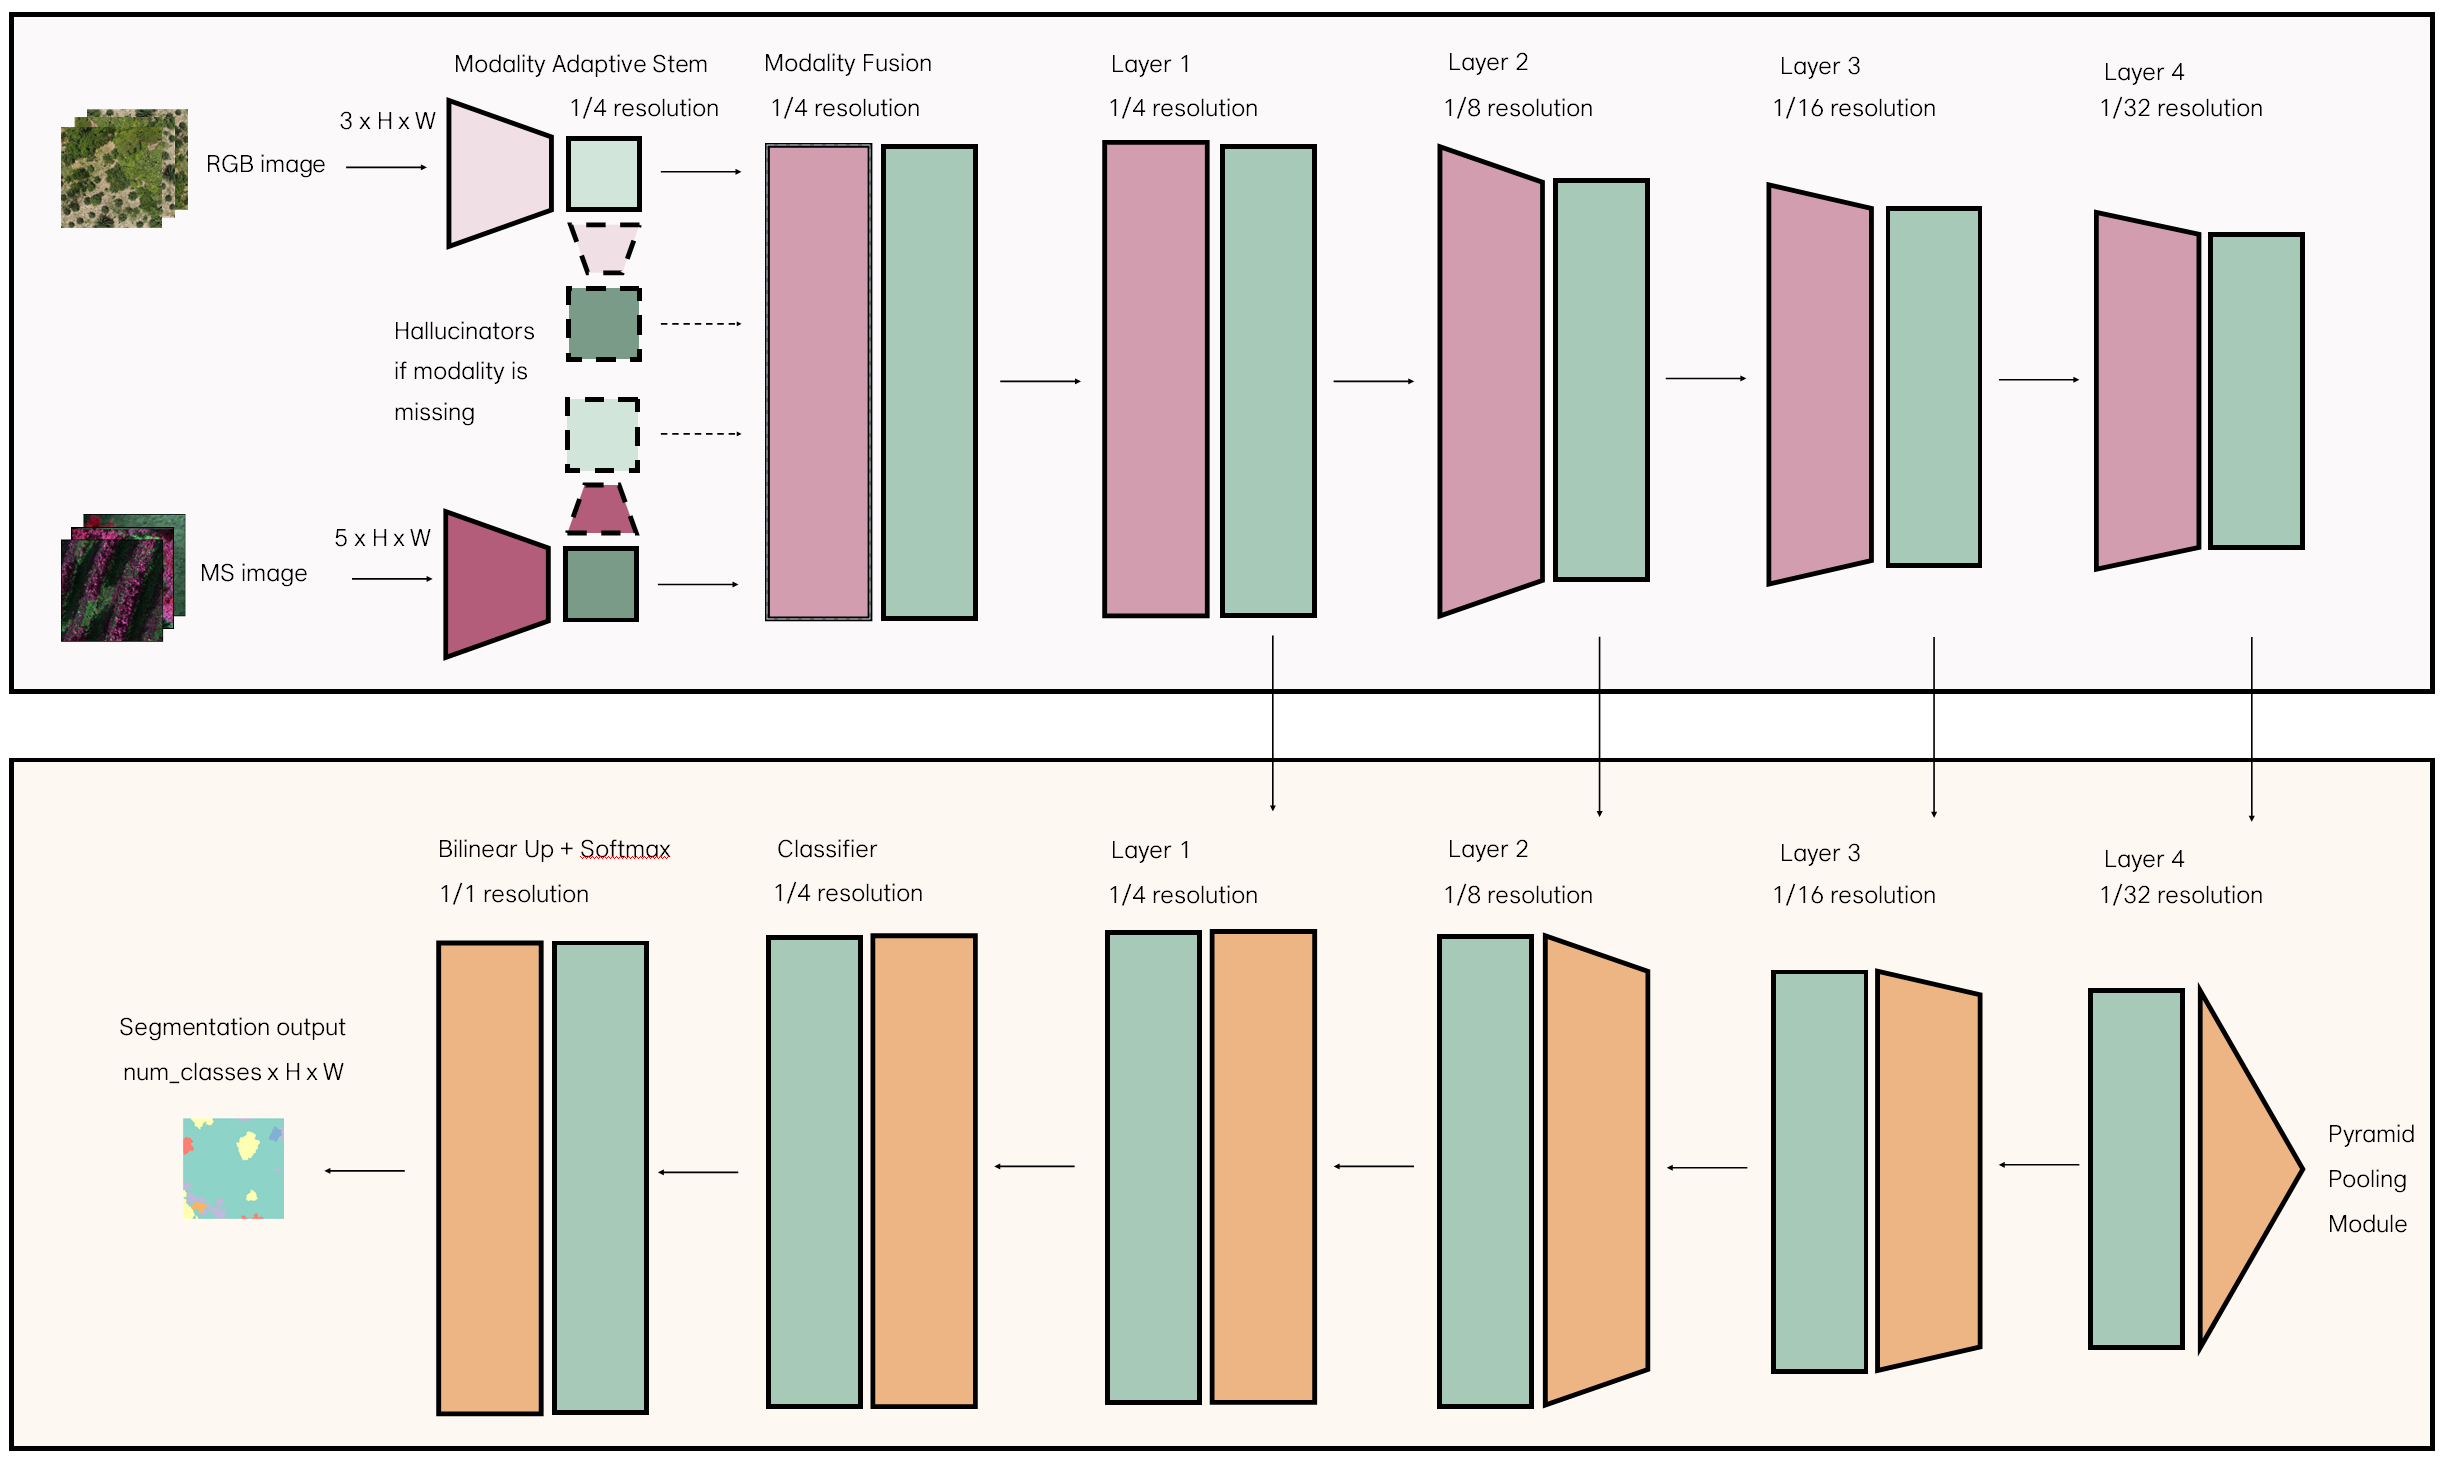 Modality Adaptive Stem
1/4 resolution
Modality Fusion
1/4 resolution
Layer 1
1/4 resolution
Layer 2
1/8 resolution
Layer 3
1/16 resolution
Layer 4
1/32 resolution
3 x H x W
RGB image
Hallucinators
if modality is
missing
5 x H x W
MS image
Bilinear Up + Softmax
1/1 resolution
Classifier
1/4 resolution
Layer 1
1/4 resolution
Layer 2
1/8 resolution
Layer 3
1/16 resolution
Layer 4
1/32 resolution
Segmentation output
num_classes x H x W
Pyramid
Pooling
Module